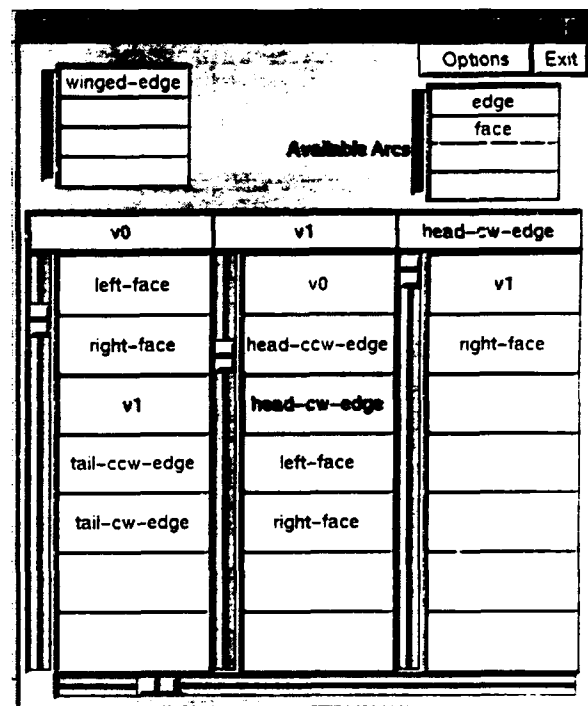 Options Exit
winged-edge
edge
Available Arcs
face
v0 v1 head-cw-edge
left-face v0 v1
right-face head-ccw-edge right-face
v1 head-cw-edge
tail-ccw-edge left-face
tail-cw-edge right-face